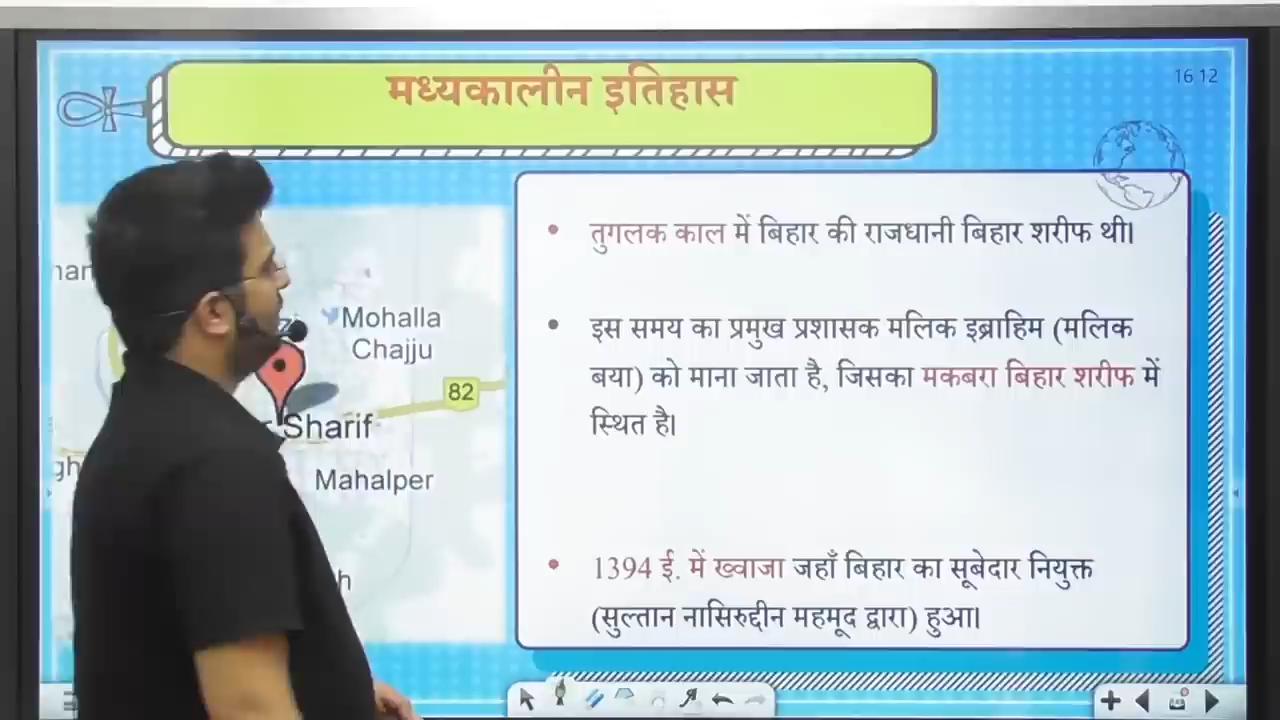 मध्यकालीन इतिहास
16 12
• तुगलक काल में बिहार की राजधानी बिहार शरीफ थी।
• इस समय का प्रमुख प्रशासक मलिक इब्राहिम (मलिक
बया) को माना जाता है, जिसका मकबरा बिहार शरीफ में
स्थित है।
• 1394 ई. में ख्वाजा जहाँ बिहार का सूबेदार नियुक्त
(सुल्तान नासिरुद्दीन महमूद द्वारा) हुआ।
Mohalla
Chajju
82
Sharif
Mahalper